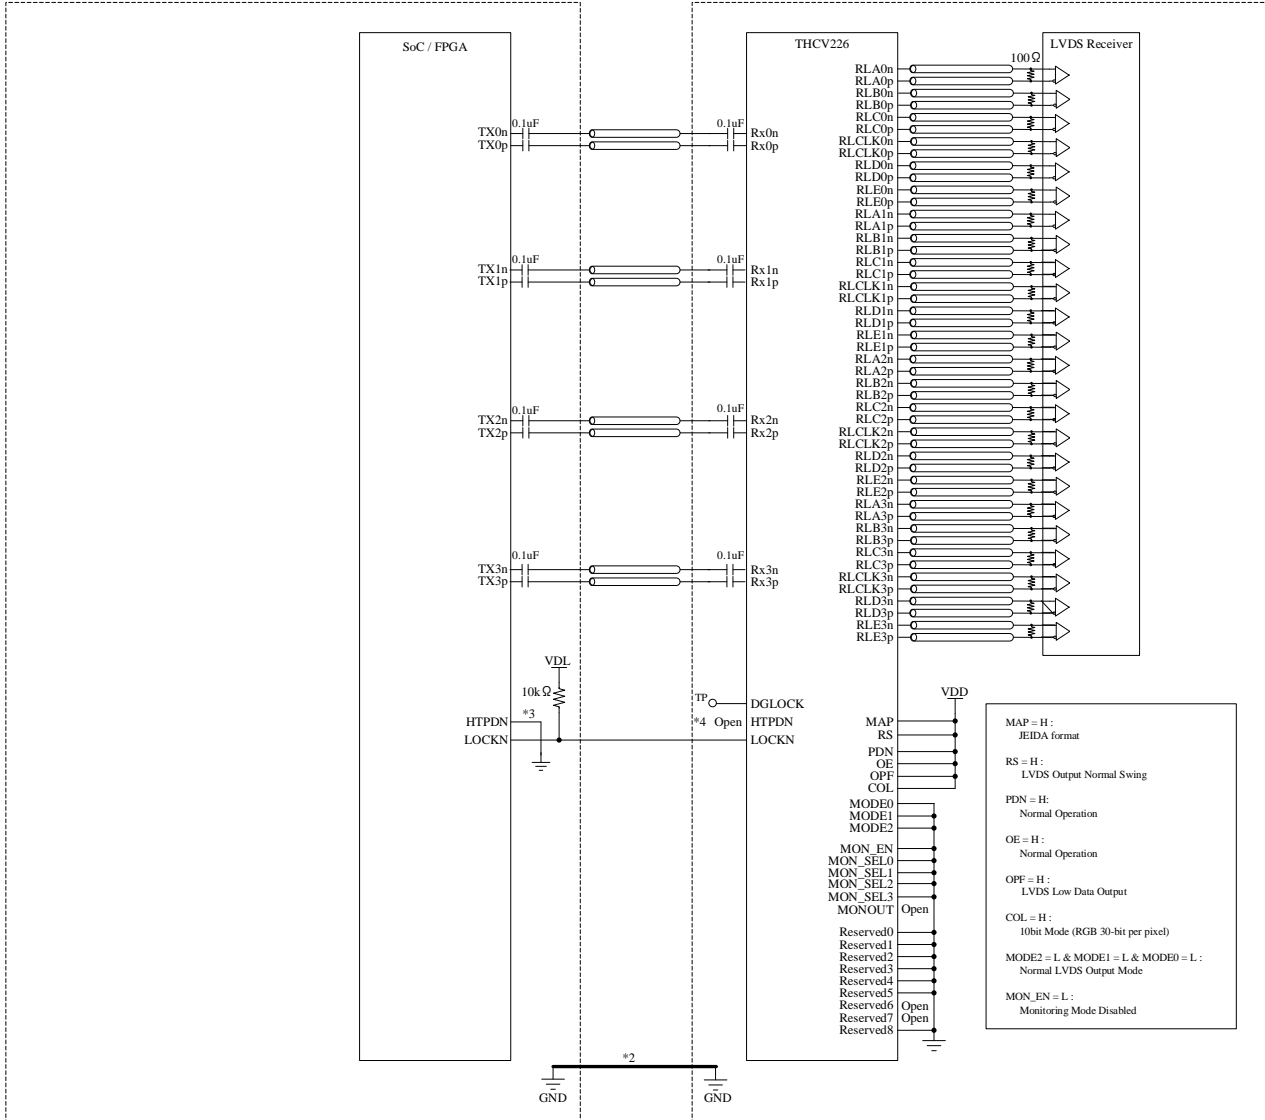 SoC / FPGA
THCV226
LVDS Receiver
100Ω
TX0n
0.1uF
0.1uF
Rx0n
TX0p
Rx0p
TX1n
0.1uF
0.1uF
Rx1n
TX1p
Rx1p
TX2n
0.1uF
0.1uF
Rx2n
TX2p
Rx2p
TX3n
0.1uF
0.1uF
Rx3n
TX3p
Rx3p
VDL
10kΩ
*3
HTPDN
LOCKN
TP
DGLOCK
*4 Open HTPDN
LOCKN
RLA0n
RLA0p
RLB0n
RLB0p
RLC0n
RLC0p
RLCLK0n
RLCLK0p
RLD0n
RLD0p
RLE0n
RLE0p
RLA1n
RLA1p
RLB1n
RLB1p
RLC1n
RLC1p
RLCLK1n
RLCLK1p
RLD1n
RLD1p
RLE1n
RLE1p
RLA2n
RLA2p
RLB2n
RLB2p
RLC2n
RLC2p
RLCLK2n
RLCLK2p
RLD2n
RLD2p
RLE2n
RLE2p
RLA3n
RLA3p
RLB3n
RLB3p
RLC3n
RLC3p
RLCLK3n
RLCLK3p
RLD3n
RLD3p
RLE3n
RLE3p
VDD
MAP
RS
PDN
OE
OPF
COL
MODE0
MODE1
MODE2
MON_EN
MON_SEL0
MON_SEL1
MON_SEL2
MON_SEL3
MONOUT Open
Reserved0
Reserved1
Reserved2
Reserved3
Reserved4
Reserved5
Reserved6 Open
Reserved7 Open
Reserved8
MAP = H :
JEIDA format
RS = H :
LVDS Output Normal Swing
PDN = H:
Normal Operation
OE = H :
Normal Operation
OPF = H :
LVDS Low Data Output
COL = H :
10bit Mode (RGB 30-bit per pixel)
MODE2 = L & MODE1 = L & MODE0 = L :
Normal LVDS Output Mode
MON_EN = L :
Monitoring Mode Disabled
*2
GND
GND